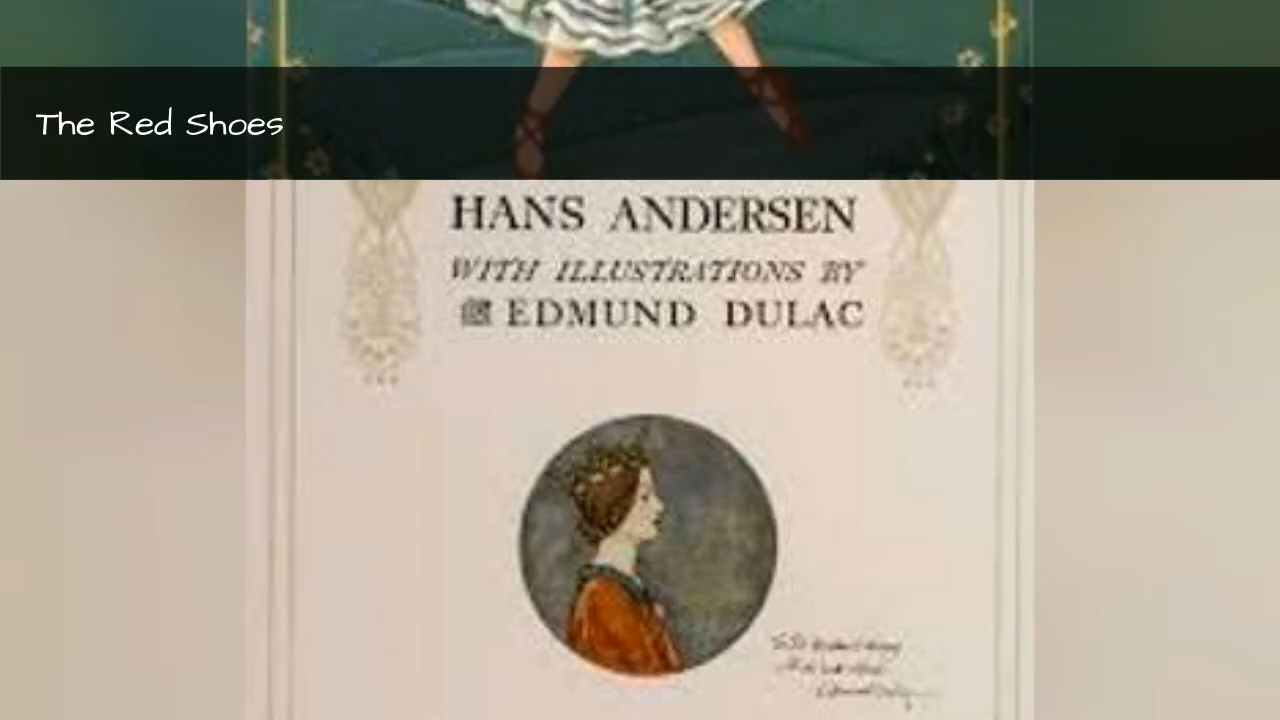 The Red Shoes
HANS ANDERSEN
WITH ILLUSTRATIONS BY
EDMUND DULAC